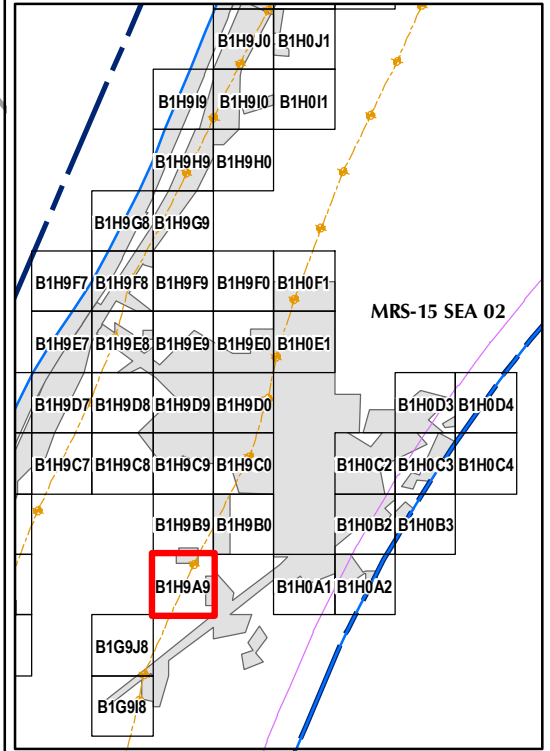 B1H9J0 B1H0J1
B1H9I9 B1H9I0 B1H0I1
B1H9H9 B1H9H0
B1H9G8 B1H9G9
B1H9F7 B1H9F8 B1H9F9 B1H9F0 B1H0F1
MRS-15 SEA 02
B1H9E7 B1H9E8 B1H9E9 B1H9E0 B1H0E1
B1H9D7 B1H9D8 B1H9D9 B1H9D0 B1H0D3 B1H0D4
B1H9C7 B1H9C8 B1H9C9 B1H9C0 B1H0C2 B1H0C3 B1H0C4
B1H9B9 B1H9B0 B1H0B2 B1H0B3
B1H9A9 B1H0A1 B1H0A2
B1G9J8
B1G9I8